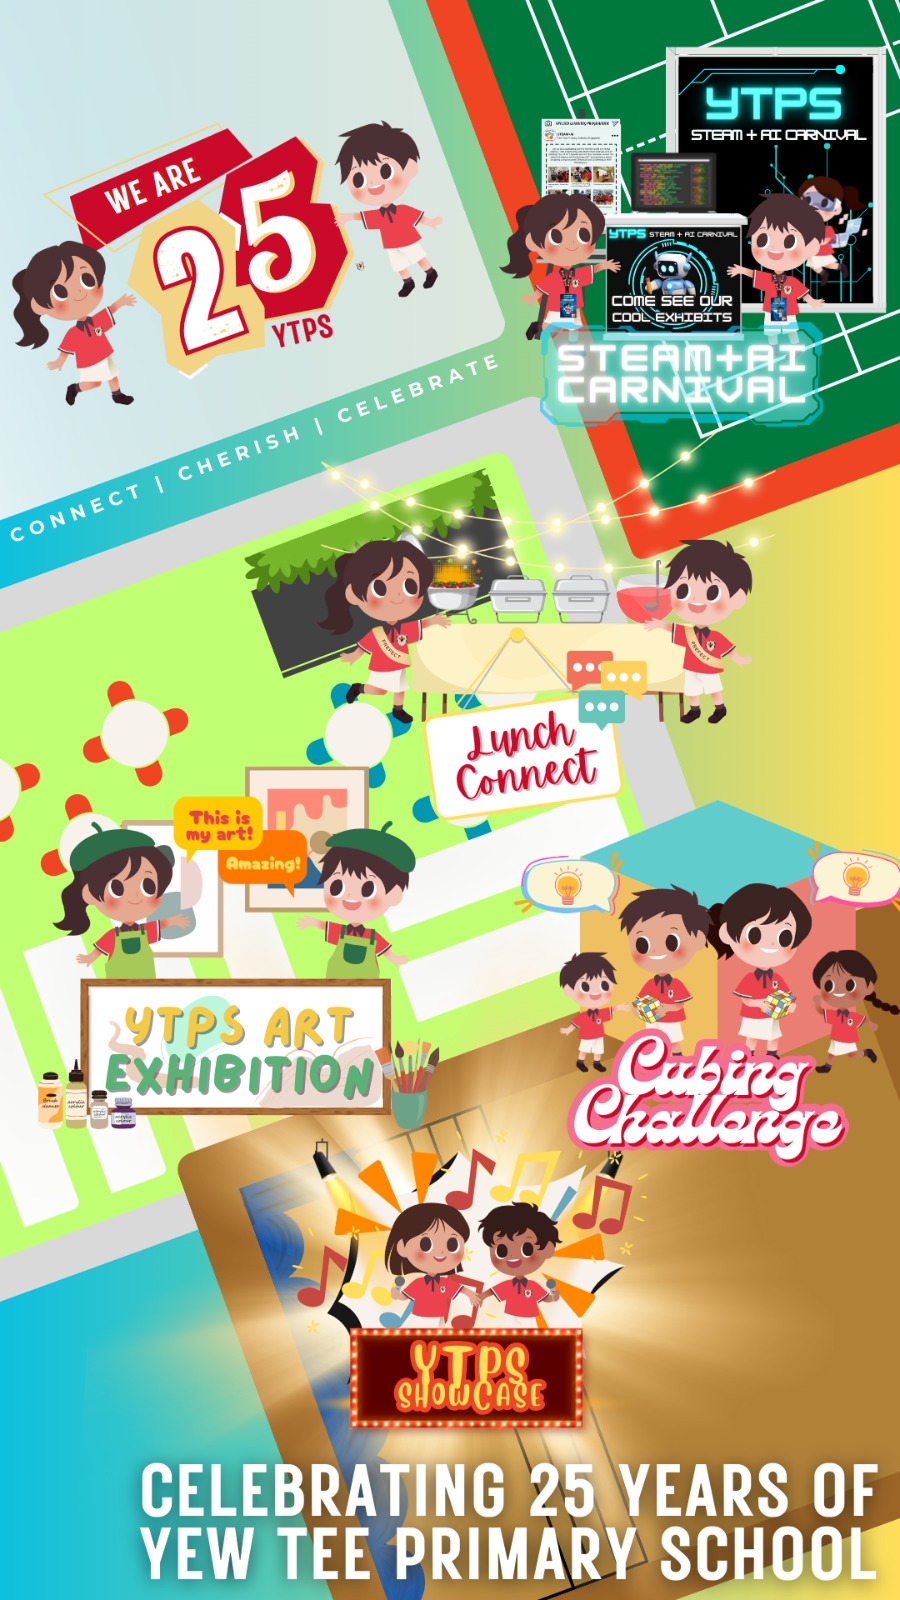 WE ARE
25
YTPS
CONNECT | CHERISH | CELEBRATE
YTPS
STEAM + AI CARNIVAL
YTPS STEAM + AI CARNIVAL
COME SEE OUR
COOL EXHIBITS
STEAM+AI
CARNIVAL
PREFECT
PREFECT
Lunch
Connect
This is
my art!
Amazing!
YTPS ART
EXHIBITION
Cubing
Challenge
YTPS
SHOWCASE
CELEBRATING 25 YEARS OF
YEW TEE PRIMARY SCHOOL